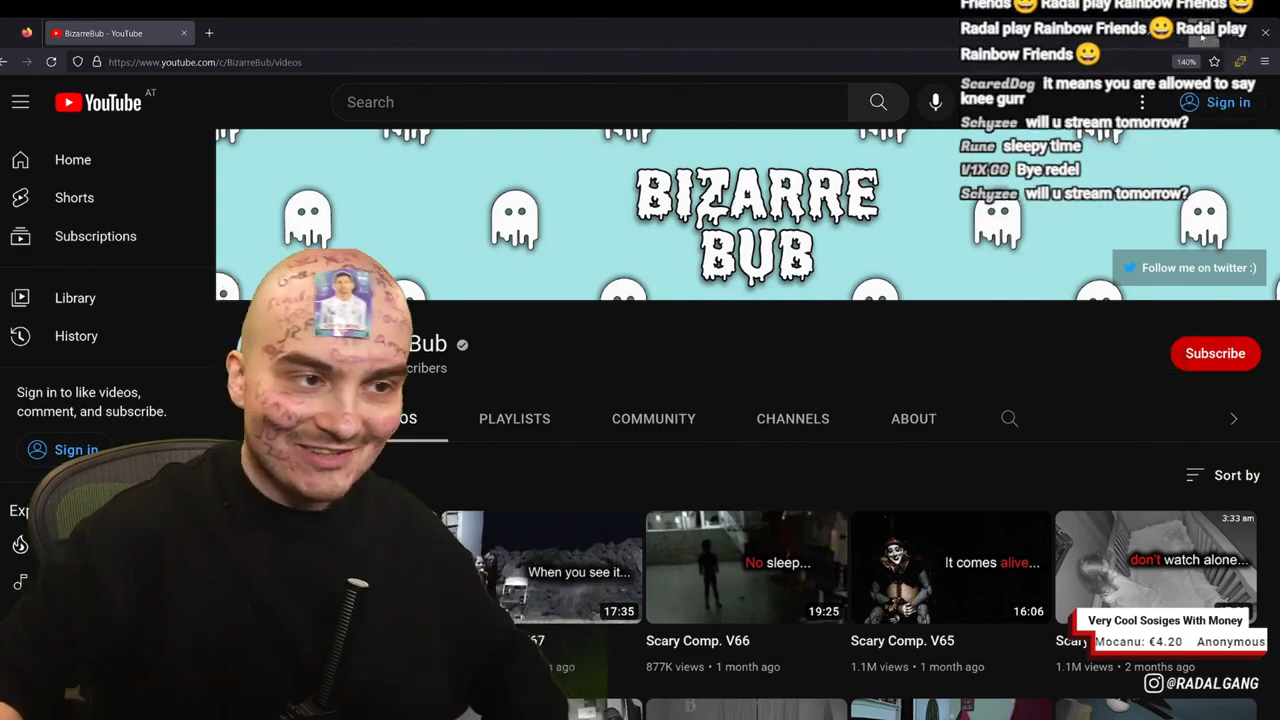 Friends😀 Radal play Rainbow Friends😀
BizarreBub - YouTube
Radal play Rainbow Friends😀 Radal play
Rainbow Friends😀
https://www.youtube.com/c/BizarreBub/videos
140%
YouTube
AT
Search
Sign in
ScaredDog it means you are allowed to say
knee gurr
Schyzee will u stream tomorrow?
Rune sleepy time
V1X GG Bye redel
Schyzee will u stream tomorrow?
Home
Shorts
Subscriptions
Library
History
Sign in to like videos,
comment, and subscribe.
Sign in
BIZARRE
BUB
Follow me on twitter :)
Bub
cribers
Subscribe
OS
PLAYLISTS
COMMUNITY
CHANNELS
ABOUT
Sort by
Exp
When you see it...
17:35
No sleep...
19:25
It comes alive...
16:06
3:33 am
don't watch alone...
67
Scary Comp. V66
877K views • 1 month ago
Scary Comp. V65
1.1M views • 1 month ago
Scary
1.1M views • 2 months ago
Very Cool Sosiges With Money
Mocanu: €4.20 Anonymous
@RADALGANG